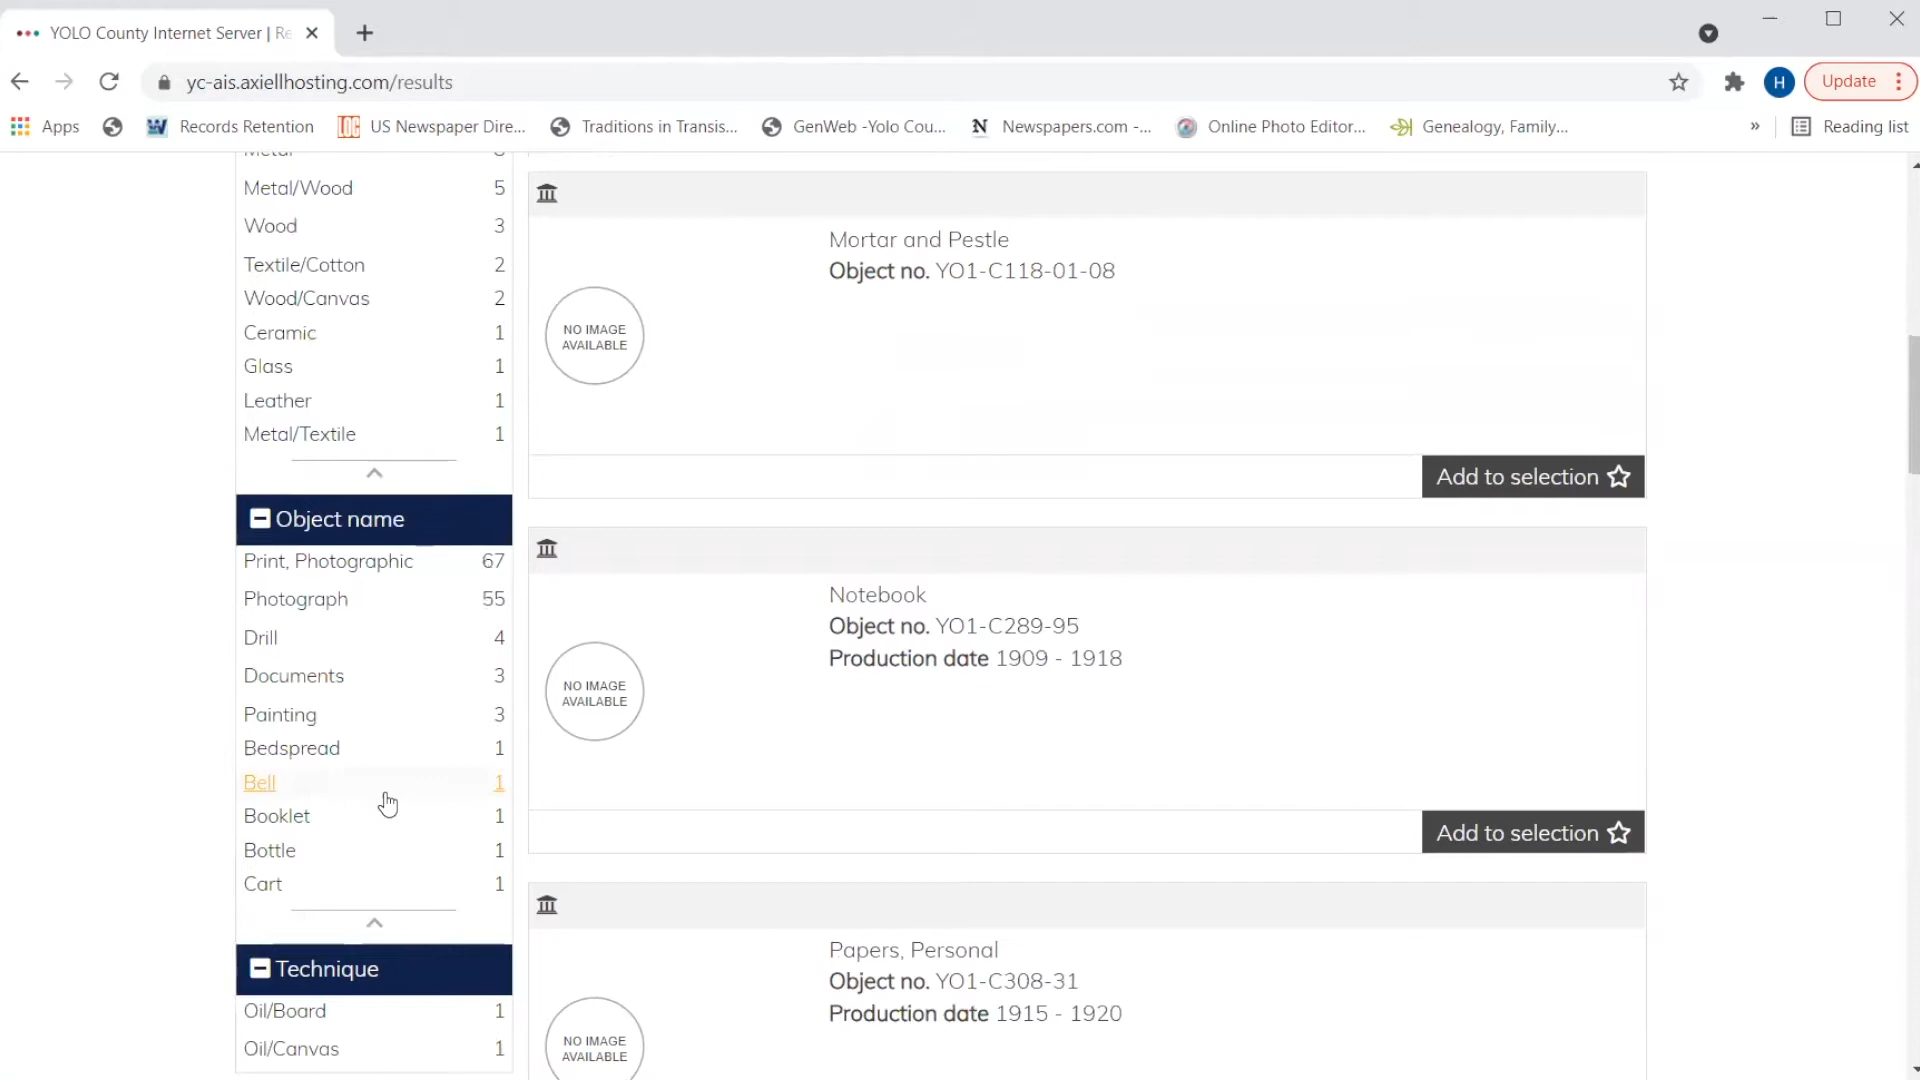 YOLO County Internet Server | Re
yc-ais.axiellhosting.com/results
H
Update
Apps
Records Retention
US Newspaper Dire...
Traditions in Transis...
GenWeb -Yolo Cou...
N
Newspapers.com -...
Online Photo Editor...
Genealogy, Family,...
»
Reading list
Metal/Wood 5
Wood 3
Textile/Cotton 2
Wood/Canvas 2
Ceramic 1
Glass 1
Leather 1
Metal/Textile 1
Object name
Print, Photographic 67
Photograph 55
Drill 4
Documents 3
Painting 3
Bedspread 1
Bell 1
Booklet 1
Bottle 1
Cart 1
Technique
Oil/Board 1
Oil/Canvas 1
Mortar and Pestle
Object no. YO1-C118-01-08
NO IMAGE
AVAILABLE
Add to selection
Notebook
Object no. YO1-C289-95
Production date 1909 - 1918
NO IMAGE
AVAILABLE
Add to selection
Papers, Personal
Object no. YO1-C308-31
Production date 1915 - 1920
NO IMAGE
AVAILABLE